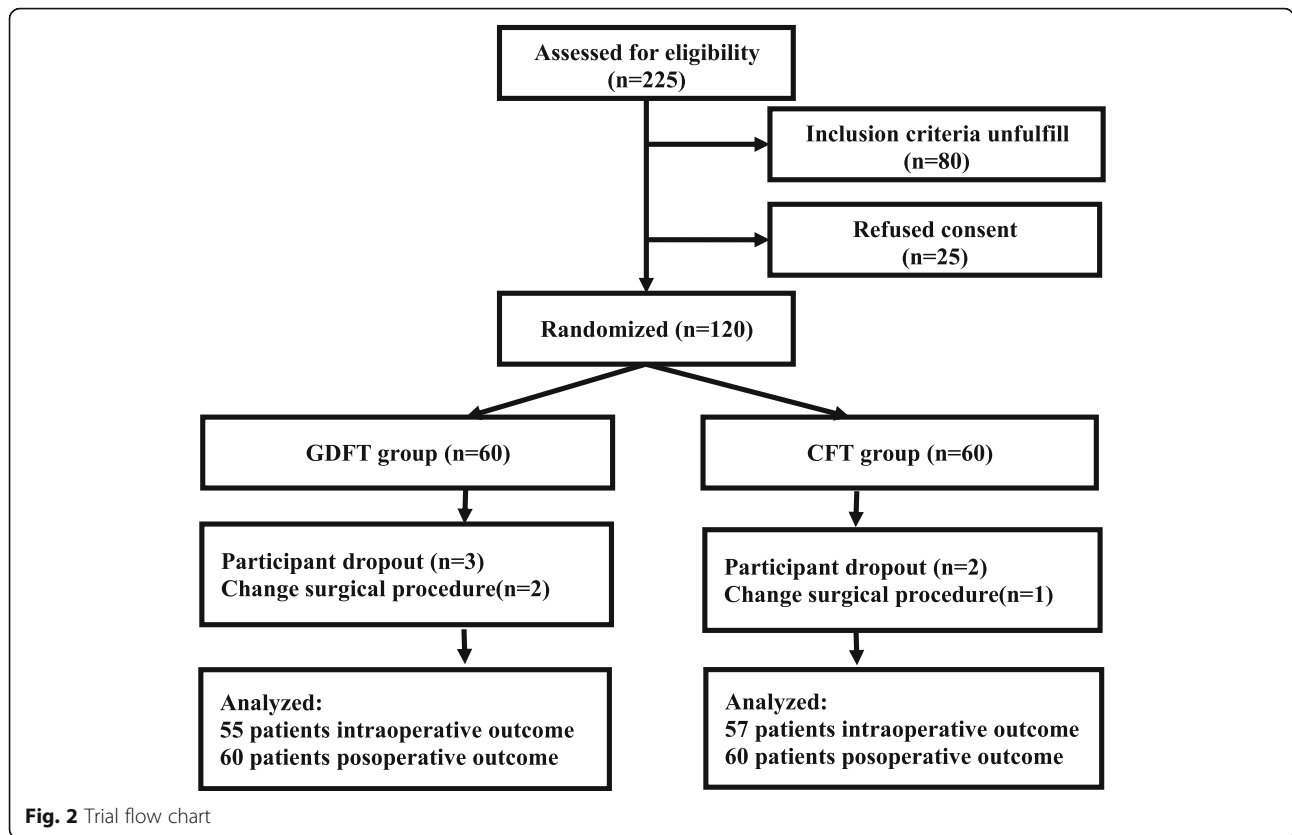 Assessed for eligibility
(n=225)
Inclusion criteria unfulfill
(n=80)
Refused consent
(n=25)
Randomized (n=120)
GDFT group (n=60)
CFT group (n=60)
Participant dropout (n=3)
Change surgical procedure(n=2)
Participant dropout (n=2)
Change surgical procedure(n=1)
Analyzed:
55 patients intraoperative outcome
60 patients posoperative outcome
Analyzed:
57 patients intraoperative outcome
60 patients posoperative outcome
Fig. 2 Trial flow chart